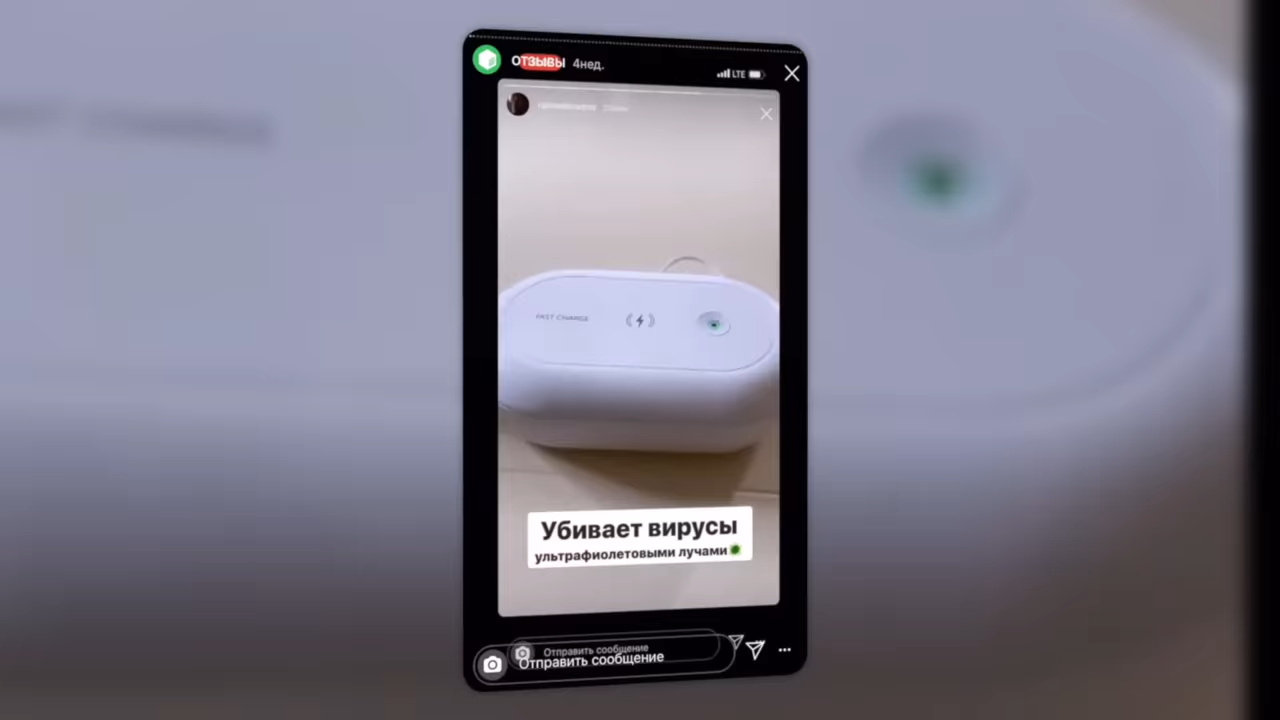 ОТЗЫВЫ 4нед.
LTE
FAST CHARGE
Убивает вирусы
ультрафиолетовыми лучами
Отправить сообщение
Отправить сообщение